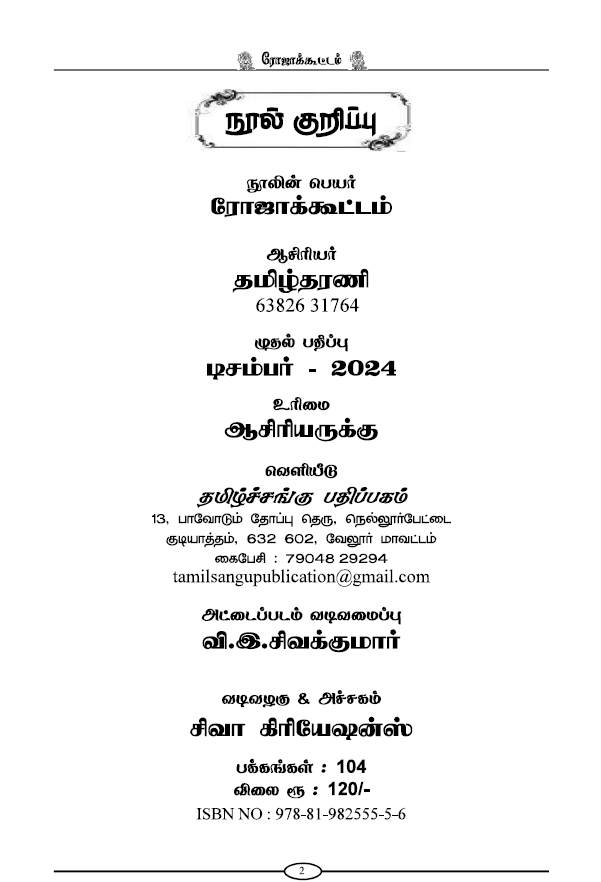 ரோஜாக்கூட்டம்
நூல் குறிப்பு
நூலின் பெயர்
ரோஜாக்கூட்டம்
ஆசிரியர்
தமிழ்தரணி
63826 31764
முதல் பதிப்பு
டிசம்பர் - 2024
உரிமை
ஆசிரியருக்கு
வெளியீடு
தமிழ்ச்சங்கு பதிப்பகம்
13, பாவோடும் தோப்பு தெரு, நெல்லூர்பேட்டை
குடியாத்தம், 632 602, வேலூர் மாவட்டம்
கைபேசி : 79048 29294
tamilsangupublication@gmail.com
அட்டைப்படம் வடிவமைப்பு
வி.இ.சிவக்குமார்
வடிவழகு & அச்சகம்
சிவா கிரியேஷன்ஸ்
பக்கங்கள் : 104
விலை ரூ : 120/-
ISBN NO : 978-81-982555-5-6
2